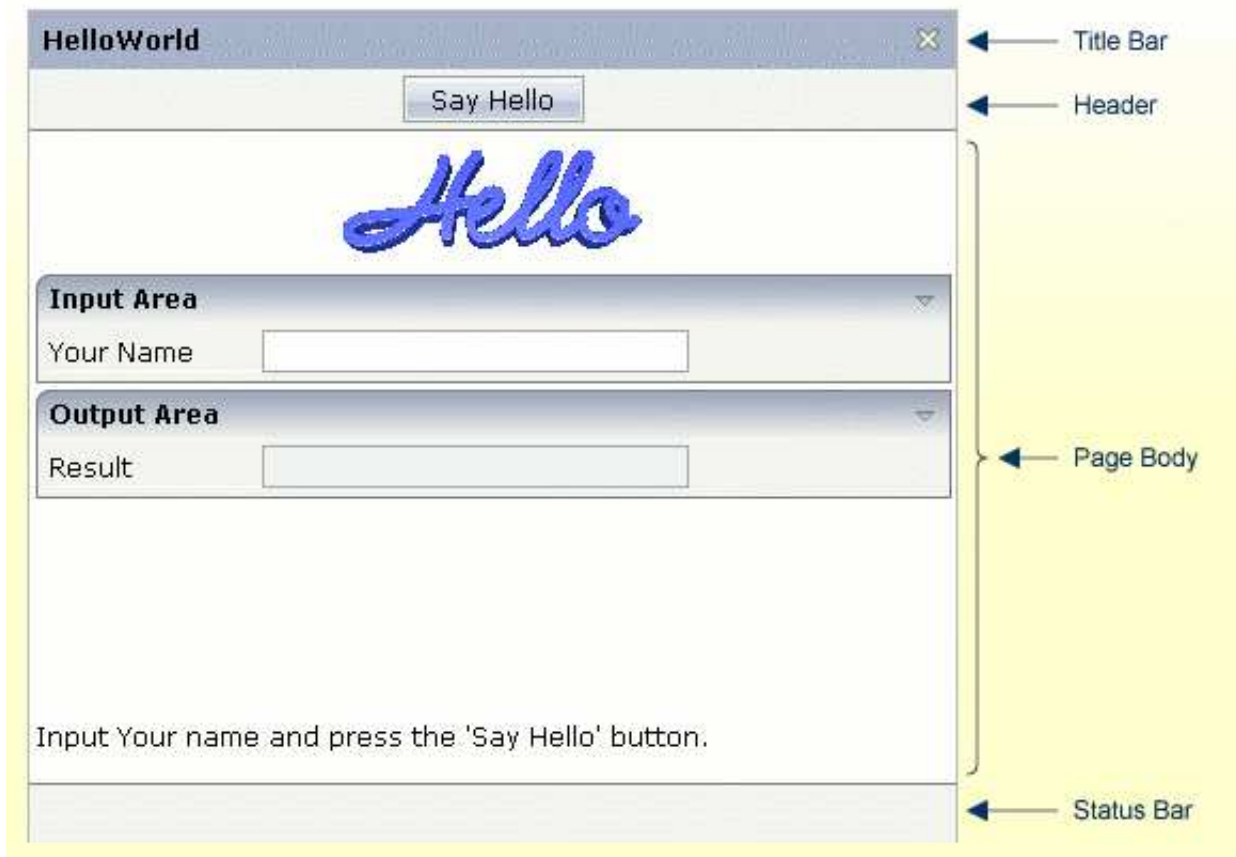 HelloWorld
Title Bar
Say Hello
Header
Hello
Input Area
Your Name
Output Area
Result
Page Body
Input Your name and press the 'Say Hello' button.
Status Bar